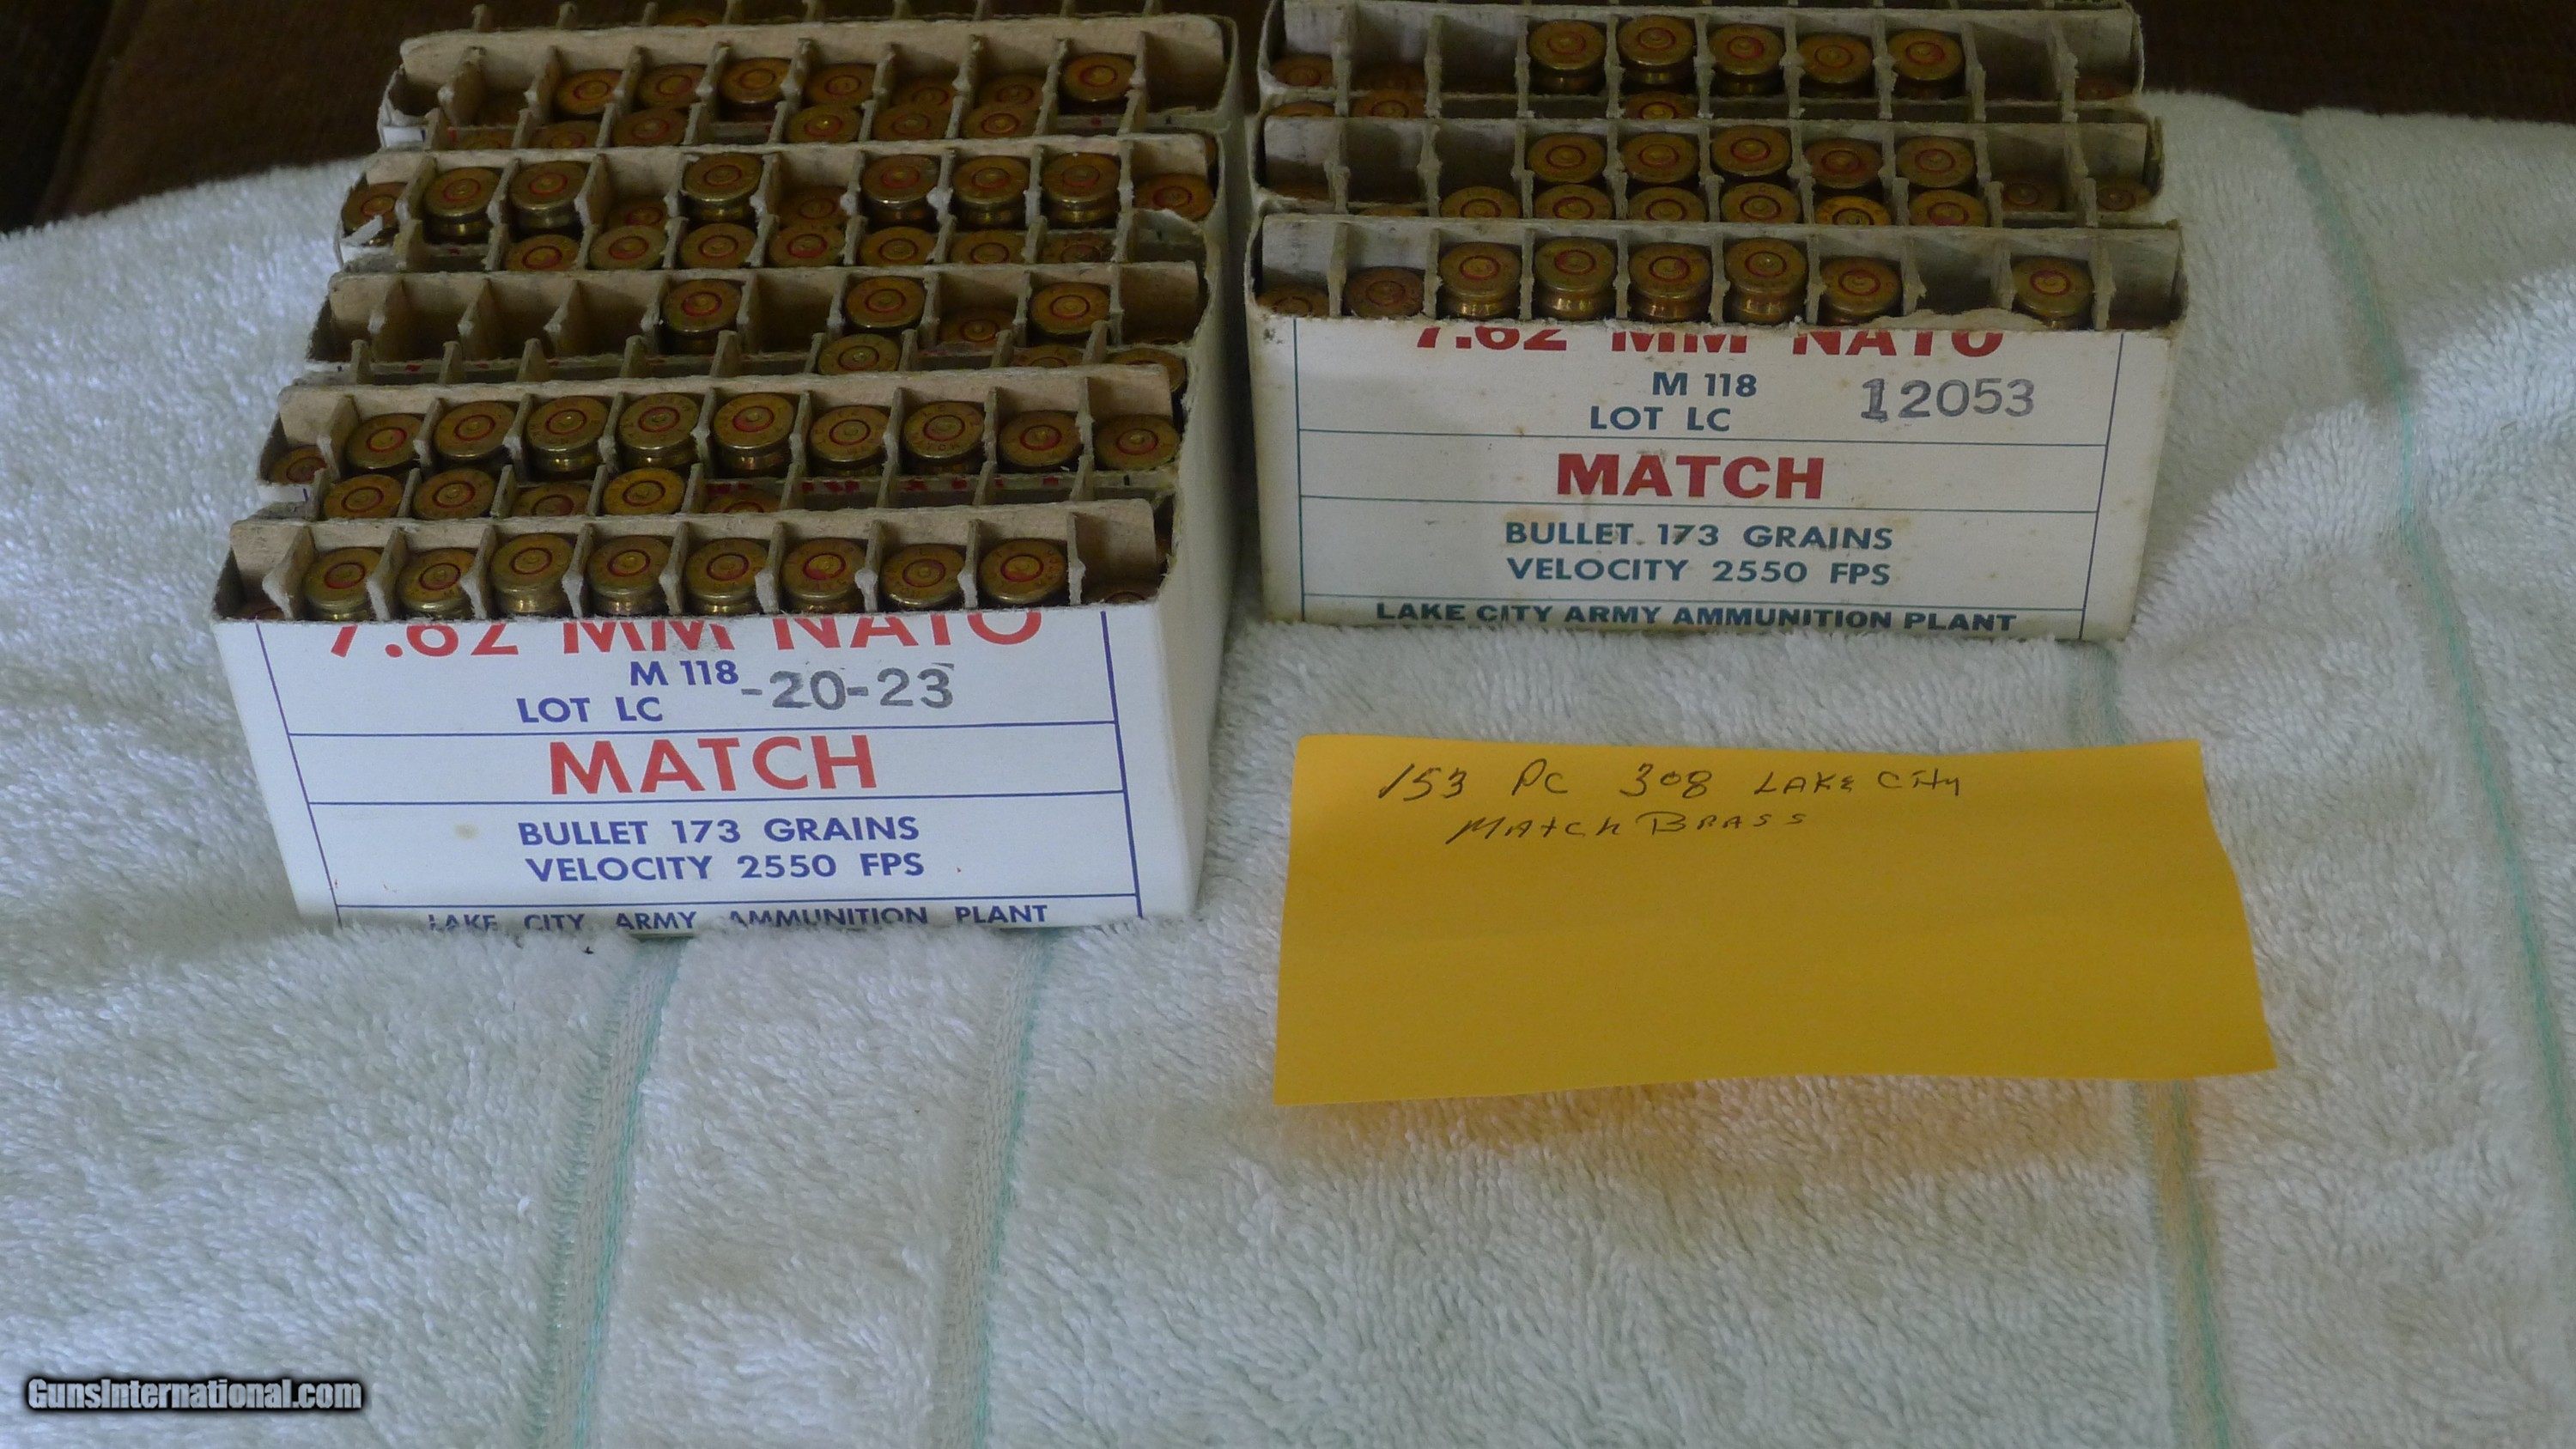 7.62 MM NATO
M 118
LOT LC -20-23
MATCH
BULLET 173 GRAINS
VELOCITY 2550 FPS
LAKE CITY ARMY AMMUNITION PLANT
7.62 MM NATO
M 118 12053
LOT LC
MATCH
BULLET 173 GRAINS
VELOCITY 2550 FPS
LAKE CITY ARMY AMMUNITION PLANT
153 PC 308 LAKE CITY
MATCH BRASS
GunsInternational.com